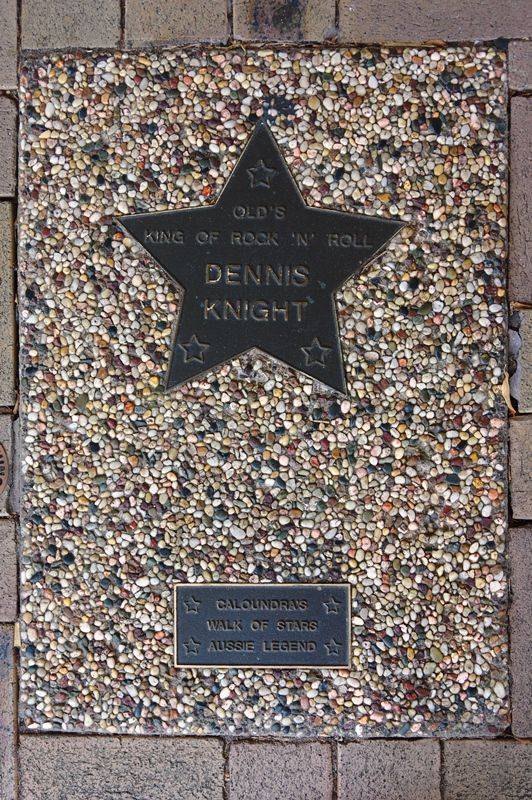 QLD'S
KING OF ROCK 'N' ROLL
DENNIS
KNIGHT
CALOUNDRA'S
WALK OF STARS
AUSSIE LEGEND